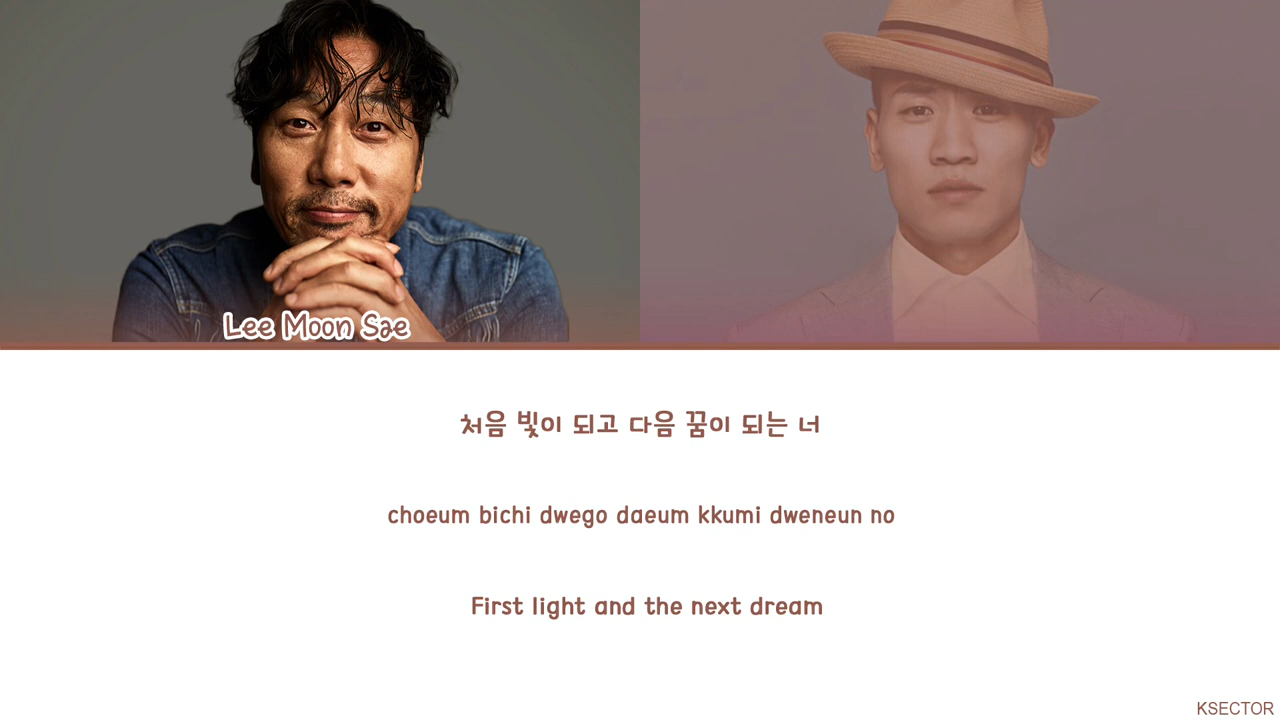 Lee Moon Sae
처음 빛이 되고 다음 꿈이 되는 너
choeum bichi dwego daeum kkumi dweneun no
First light and the next dream
KSECTOR